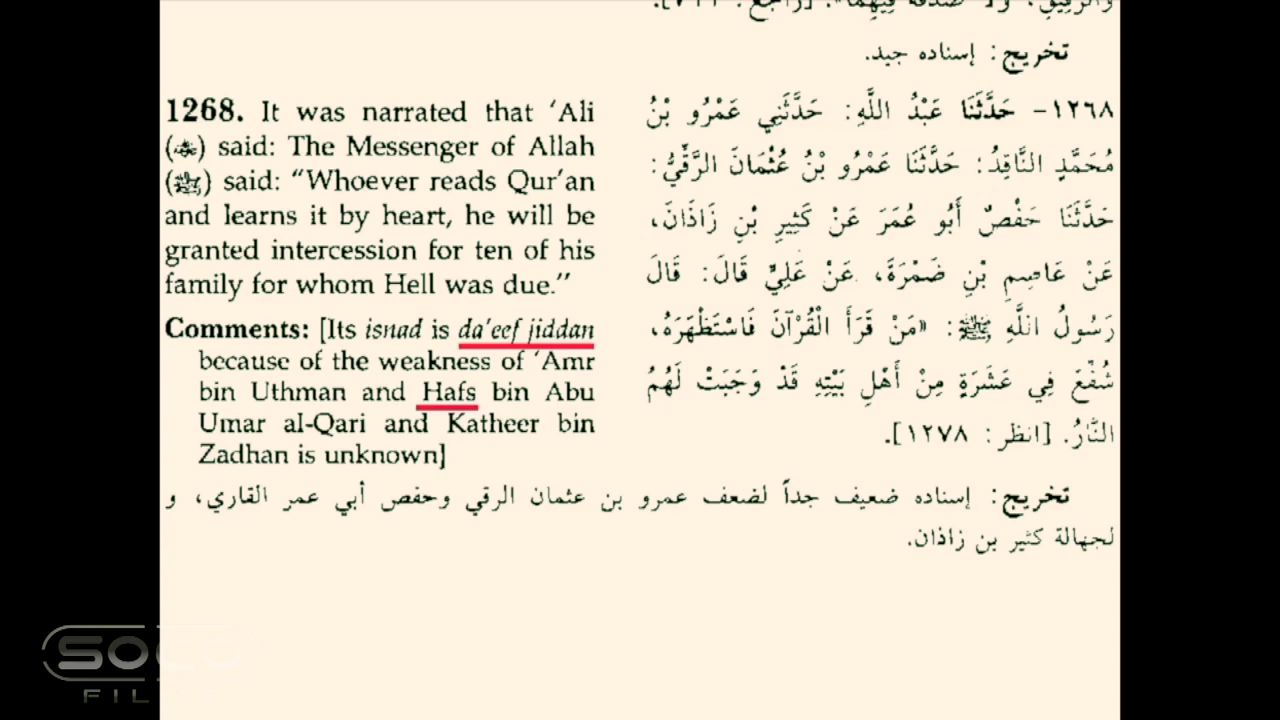 تخريج: إسناده جيد.
1268. It was narrated that ‘Ali
() said: The Messenger of Allah
(ﷺ) said: “Whoever reads Qur’an
and learns it by heart, he will be
granted intercession for ten of his
family for whom Hell was due.”
Comments: [Its isnad is da’eef jiddan
because of the weakness of ‘Amr
bin Uthman and Hafs bin Abu
Umar al-Qari and Katheer bin
Zadhan is unknown]
١٢٦٨- حَدَّثَنَا عَبْدُ اللَّهِ: حَدَّثَنِي عَمْرُو بْنُ
مُحَمَّدٍ النَّاقِدُ: حَدَّثَنَا عَمْرُو بْنُ عُثْمَانَ الرَّقِّيُّ:
حَدَّثَنَا حَفْصٌ أَبُو عُمَرَ عَنْ كَثِيرِ بْنِ زَاذَانَ،
عَنْ عَاصِمِ بْنِ ضَمْرَةَ، عَنْ عَلِيٍّ قَالَ: قَالَ
رَسُولُ اللَّهِ ﷺ: «مَنْ قَرَأَ الْقُرْآنَ فَاسْتَظْهَرَهُ،
شُفِّعَ فِي عَشَرَةٍ مِنْ أَهْلِ بَيْتِهِ قَدْ وَجَبَتْ لَهُمُ
النَّارُ. [انظر: ١٢٧٨].
تخريج: إسناده ضعيف جداً لضعف عمرو بن عثمان الرقي وحفص أبي عمر القاري، و
لجهالة كثير بن زاذان.